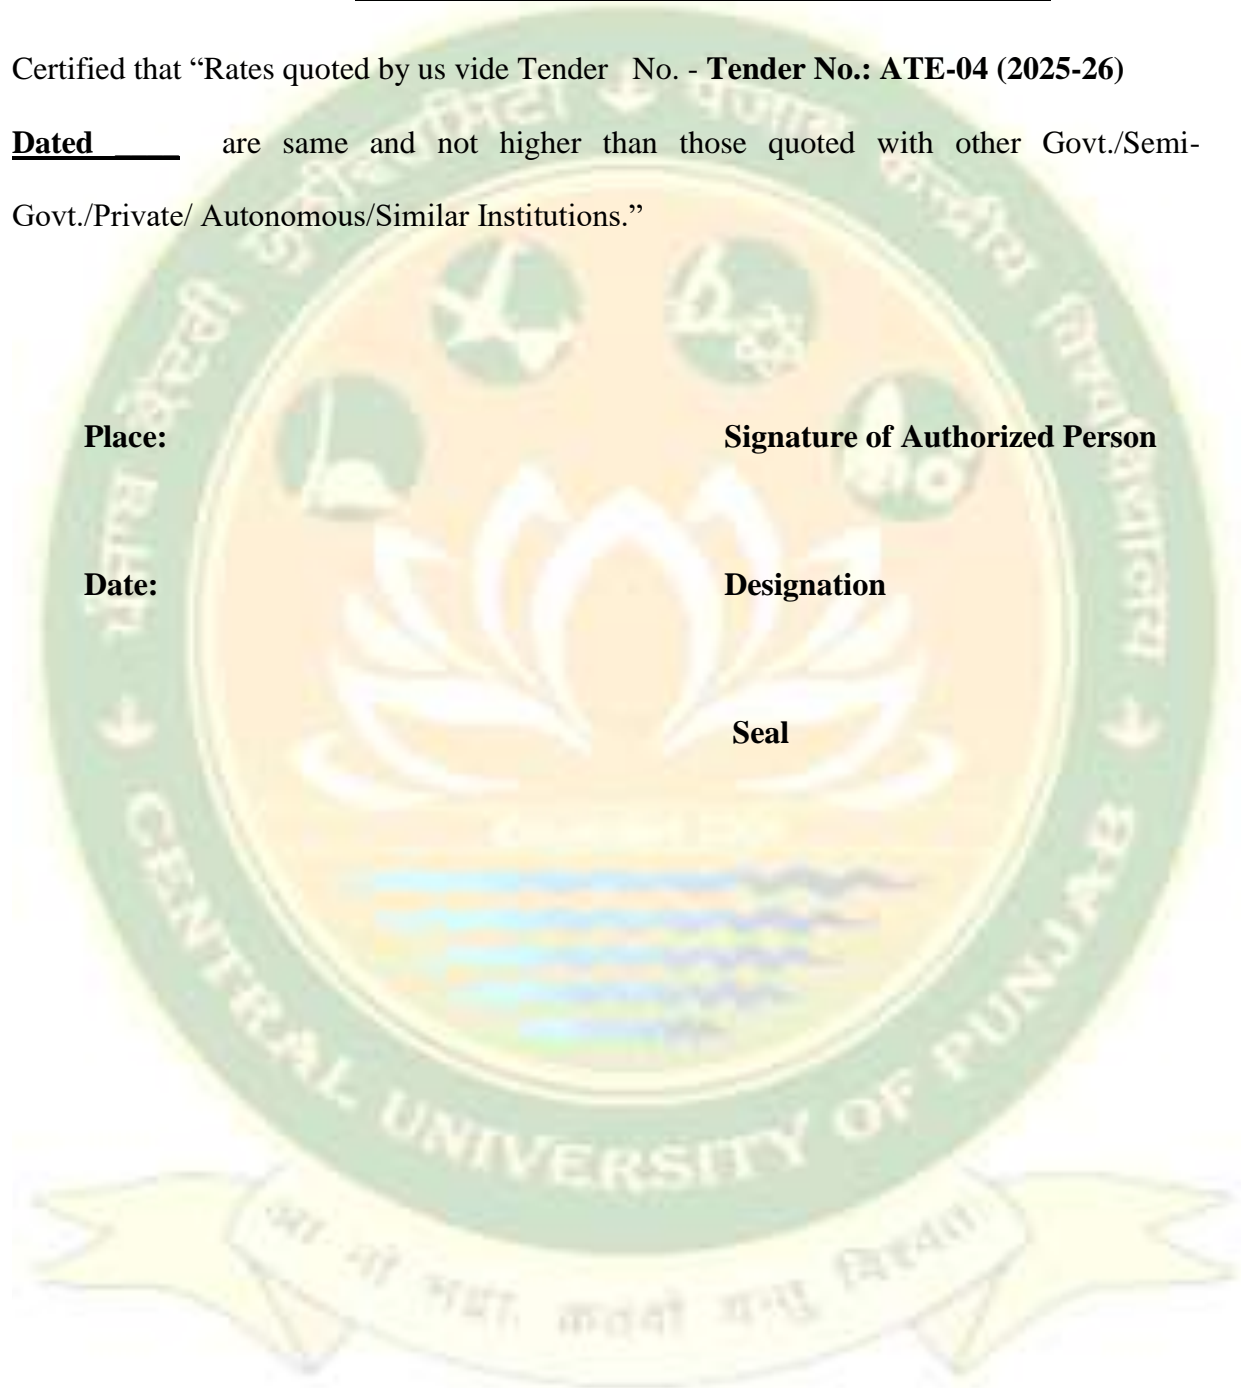 Certified that “Rates quoted by us vide Tender No. - Tender No.: ATE-04 (2025-26)
Dated ____ are same and not higher than those quoted with other Govt./Semi-
Govt./Private/ Autonomous/Similar Institutions.”
Place: Signature of Authorized Person
Date: Designation
Seal
पंजाब केन्द्रीय विश्वविद्यालय
CENTRAL UNIVERSITY OF PUNJAB